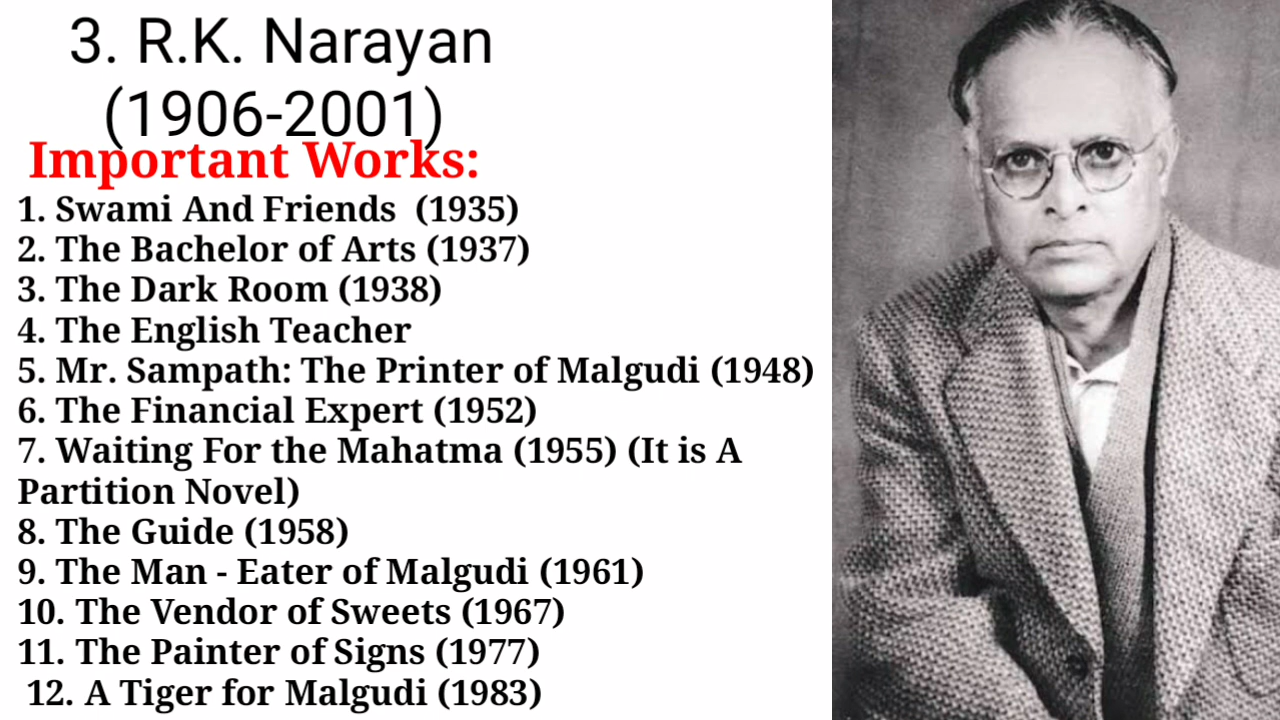 3. R.K. Narayan
(1906-2001)
Important Works:
1. Swami And Friends (1935)
2. The Bachelor of Arts (1937)
3. The Dark Room (1938)
4. The English Teacher
5. Mr. Sampath: The Printer of Malgudi (1948)
6. The Financial Expert (1952)
7. Waiting For the Mahatma (1955) (It is A
Partition Novel)
8. The Guide (1958)
9. The Man - Eater of Malgudi (1961)
10. The Vendor of Sweets (1967)
11. The Painter of Signs (1977)
12. A Tiger for Malgudi (1983)